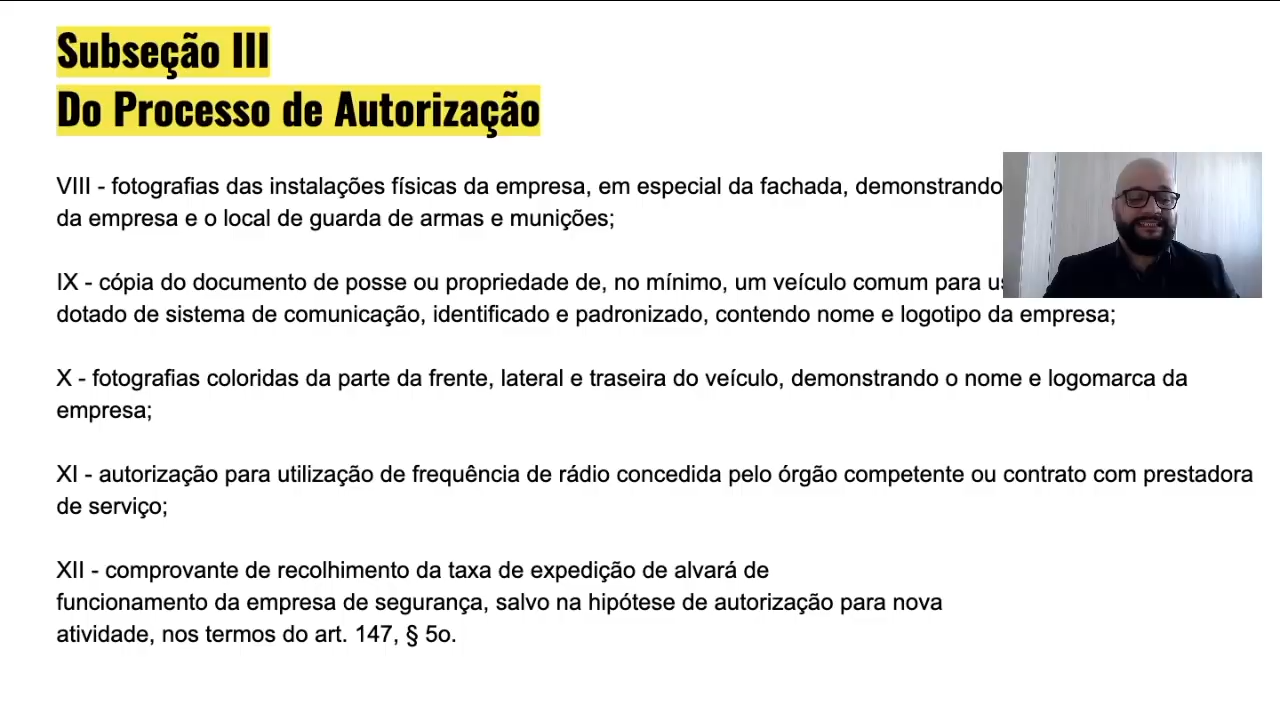 Subseção III
Do Processo de Autorização
VIII - fotografias das instalações físicas da empresa, em especial da fachada, demonstrando
da empresa e o local de guarda de armas e munições;
IX - cópia do documento de posse ou propriedade de, no mínimo, um veículo comum para
dotado de sistema de comunicação, identificado e padronizado, contendo nome e logotipo da empresa;
X - fotografias coloridas da parte da frente, lateral e traseira do veículo, demonstrando o nome e logomarca da
empresa;
XI - autorização para utilização de frequência de rádio concedida pelo órgão competente ou contrato com prestadora
de serviço;
XII - comprovante de recolhimento da taxa de expedição de alvará de
funcionamento da empresa de segurança, salvo na hipótese de autorização para nova
atividade, nos termos do art. 147, § 5o.